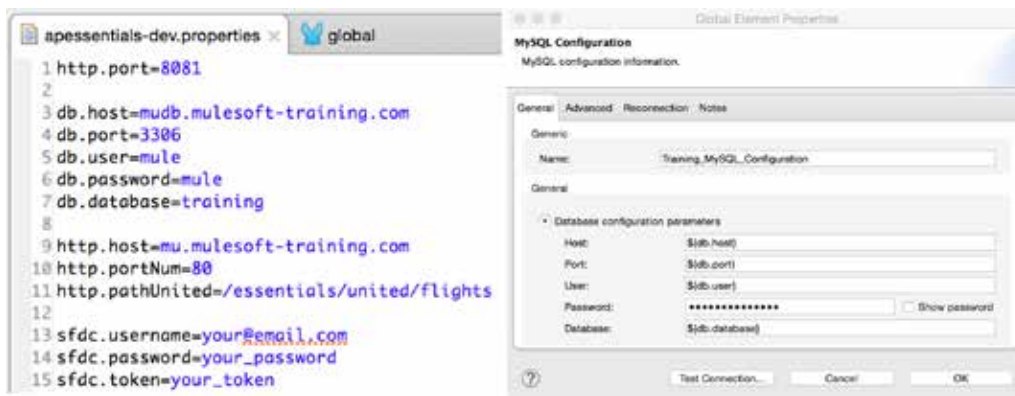 apessentials-dev.properties
global
1 http.port=8081
2
3 db.host=mudb.mulesoft-training.com
4 db.port=3306
5 db.user=mule
6 db.password=mule
7 db.database=training
8
9 http.host=mu.mulesoft-training.com
10 http.portNum=80
11 http.pathUnited=/essentials/united/flights
12
13 sfdc.username=your@email.com
14 sfdc.password=your_password
15 sfdc.token=your_token
Global Element Properties
MySQL Configuration
MySQL configuration information.
General Advanced Reconnection Notes
Generic
Name: Training_MySQL_Configuration
General
Database configuration parameters
Host: ${db.host}
Port: ${db.port}
User: ${db.user}
Password: •••••••••••••• Show password
Database: ${db.database}
? Test Connection... Cancel OK